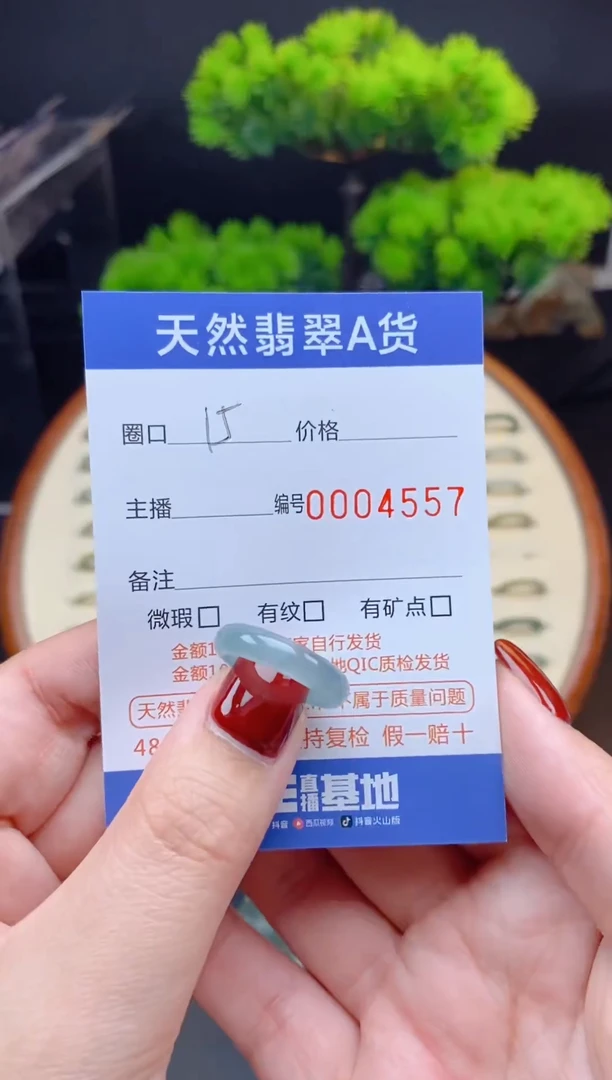 天然翡翠A货
圈口 15 价格
主播 编号0004557
备注
微瑕□ 有纹□ 有矿点□
金额1 家自行发货
金额1 地QIC质检发货
天然 不属于质量问题
48 持复检 假一赔十
直播基地
抖音 西瓜视频 抖音火山版